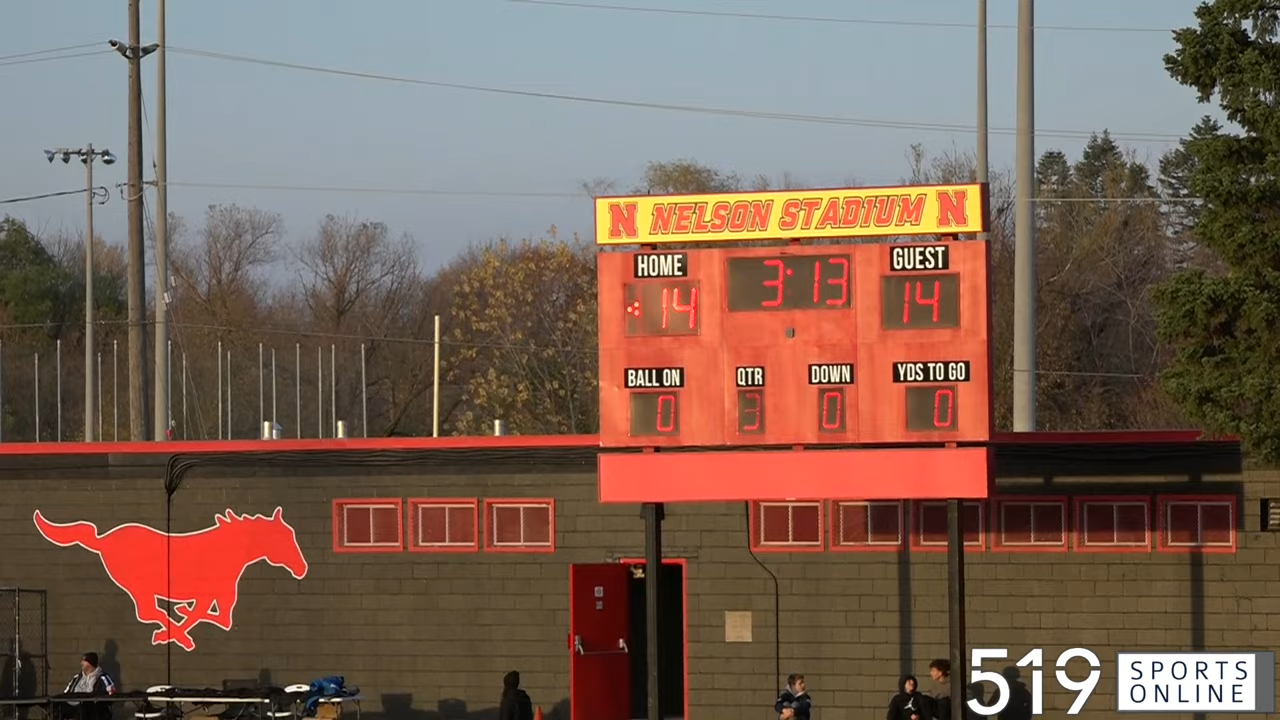 N NELSON STADIUM N
HOME
GUEST
14
3:13
14
BALL ON
QTR
DOWN
YDS TO GO
0
3
0
0
519 SPORTS
ONLINE